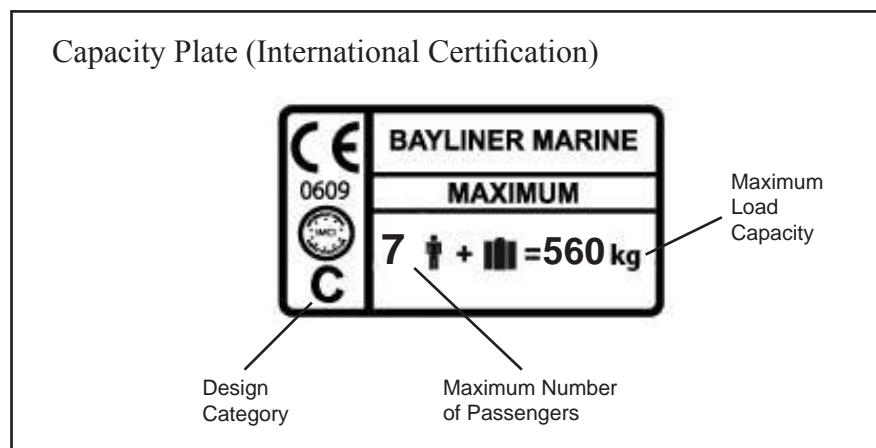 Capacity Plate (International Certification)
CE
0609
IMCI
C
BAYLINER MARINE
MAXIMUM
7 + =560 kg
Maximum
Load
Capacity
Design
Category
Maximum Number
of Passengers